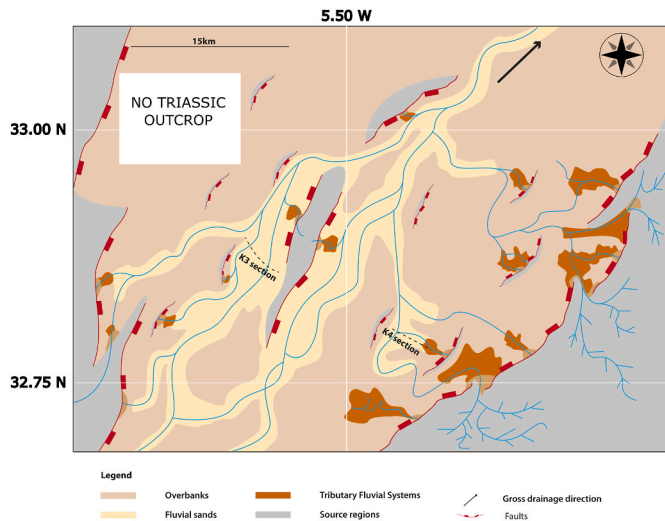 5.50 W
15km
NO TRIASSIC
OUTCROP
33.00 N
K3 section
K4 section
32.75 N
Legend
Overbanks
Tributary Fluvial Systems
Gross drainage direction
Fluvial sands
Source regions
Faults